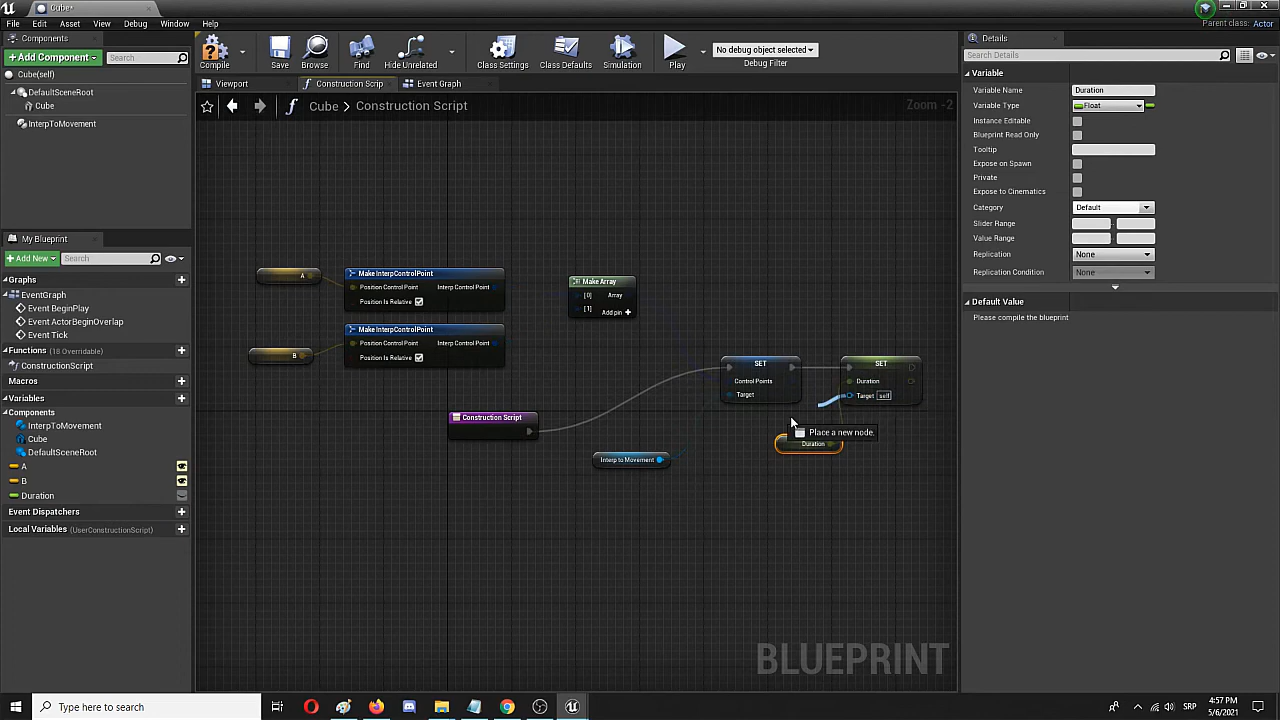 Cube*
File Edit Asset View Debug Window Help
Parent class: Actor
Components
Add Component Search
Cube(self)
DefaultSceneRoot
Cube
InterpToMovement
Compile Save Browse Find Hide Unrelated Class Settings Class Defaults Simulation Play
No debug object selected
Debug Filter
Viewport Construction Scrip Event Graph
Cube > Construction Script
Zoom -2
My Blueprint
Add New Search
Graphs
EventGraph
Event BeginPlay
Event ActorBeginOverlap
Event Tick
Functions (18 Overridable)
ConstructionScript
Macros
Variables
Components
InterpToMovement
Cube
DefaultSceneRoot
A
B
Duration
Event Dispatchers
Local Variables (UserConstructionScript)
A
Make InterpControlPoint
Position Control Point Interp Control Point
Position Is Relative
B
Make InterpControlPoint
Position Control Point Interp Control Point
Position Is Relative
Make Array
[0] Array
[1] Add pin +
Construction Script
Interp to Movement
SET
Control Points
Target
SET
Duration
Target self
Place a new node.
Duration
BLUEPRINT
Details
Search Details
Variable
Variable Name Duration
Variable Type Float
Instance Editable
Blueprint Read Only
Tooltip
Expose on Spawn
Private
Expose to Cinematics
Category Default
Slider Range
Value Range
Replication None
Replication Condition None
Default Value
Please compile the blueprint
Type here to search
SRP
4:57 PM
5/6/2021